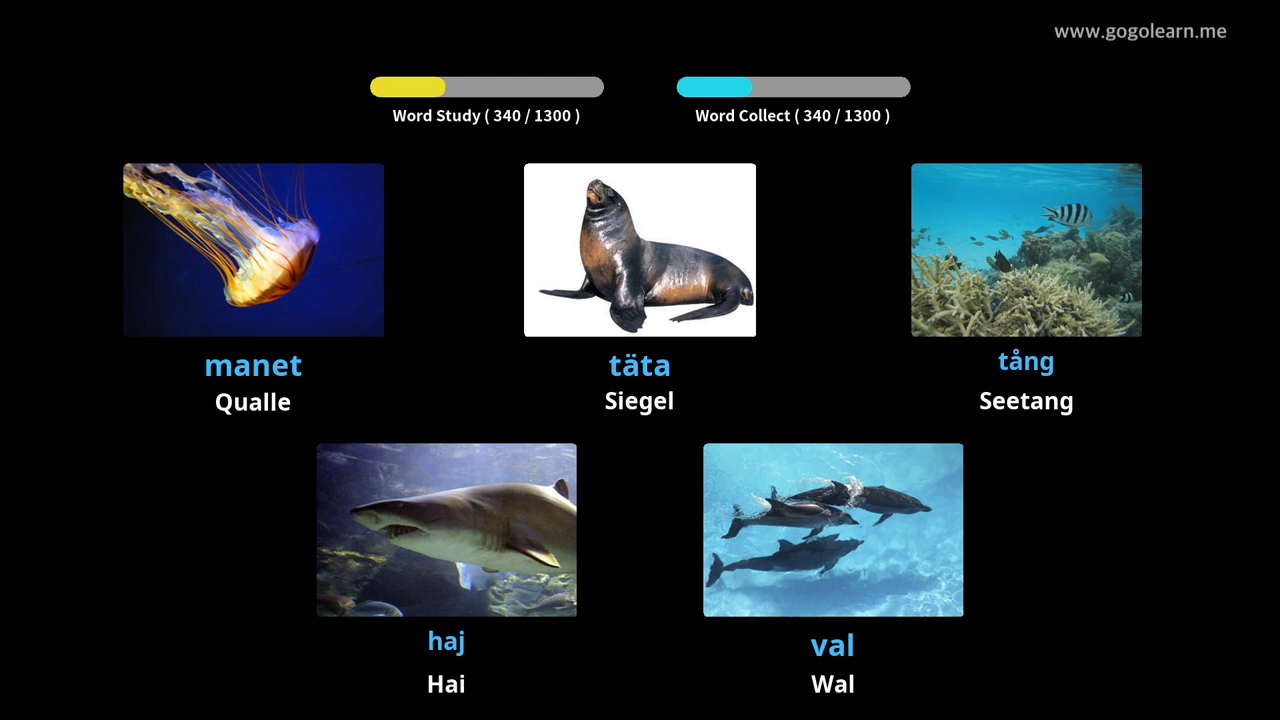 www.gogolearn.me
Word Study ( 340 / 1300 )
Word Collect ( 340 / 1300 )
manet
täta
tång
Qualle
Siegel
Seetang
haj
val
Hai
Wal